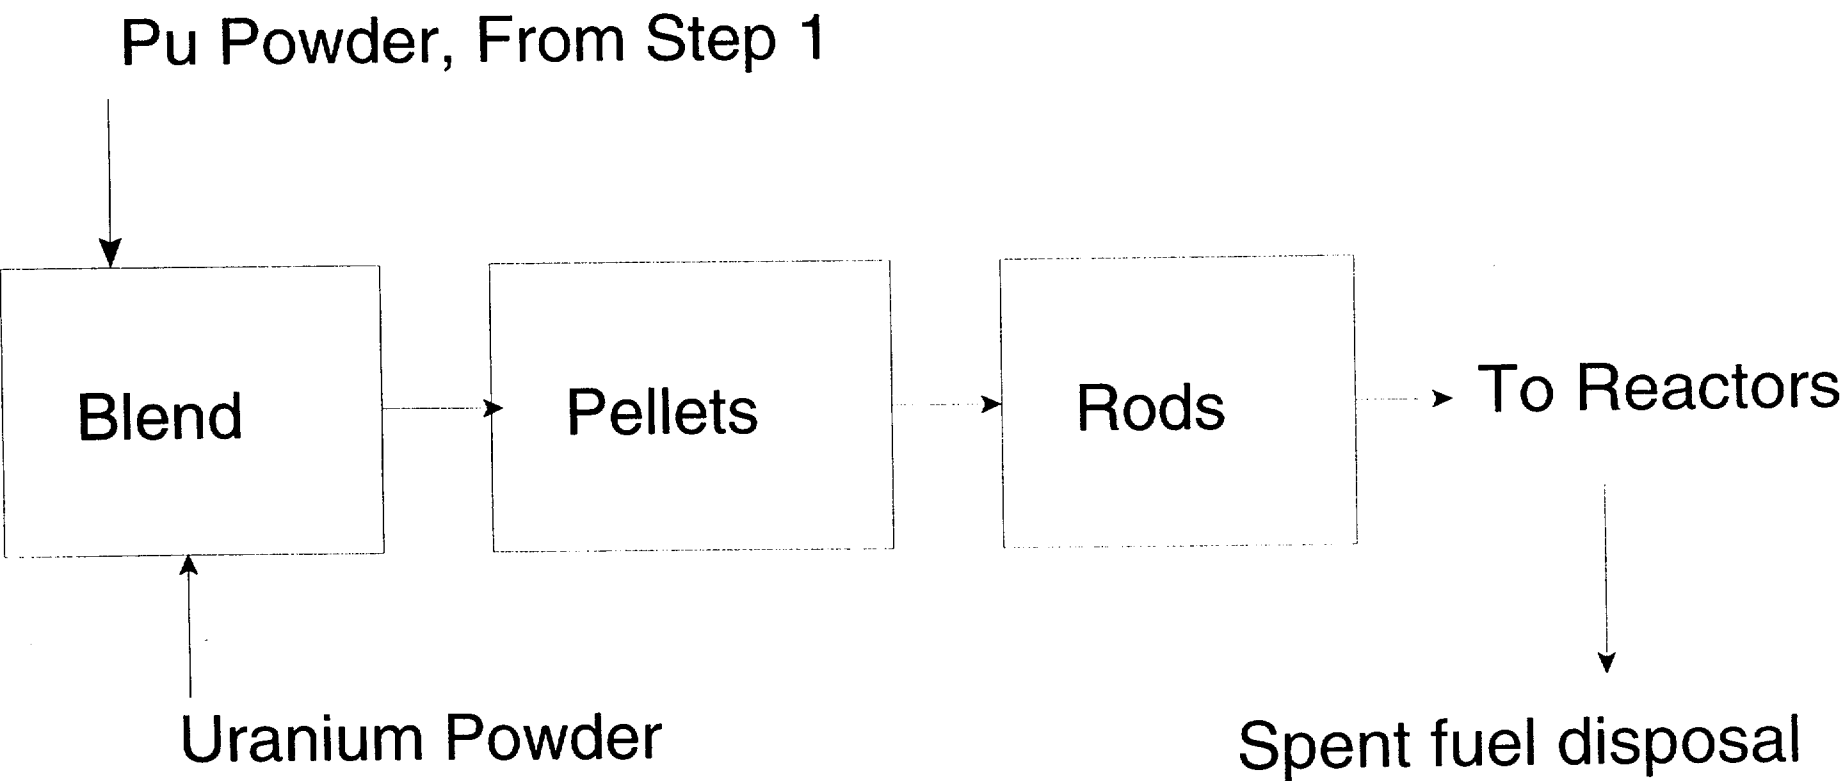 Pu Powder, From Step 1
Blend
Pellets
Rods
To Reactors
Uranium Powder
Spent fuel disposal